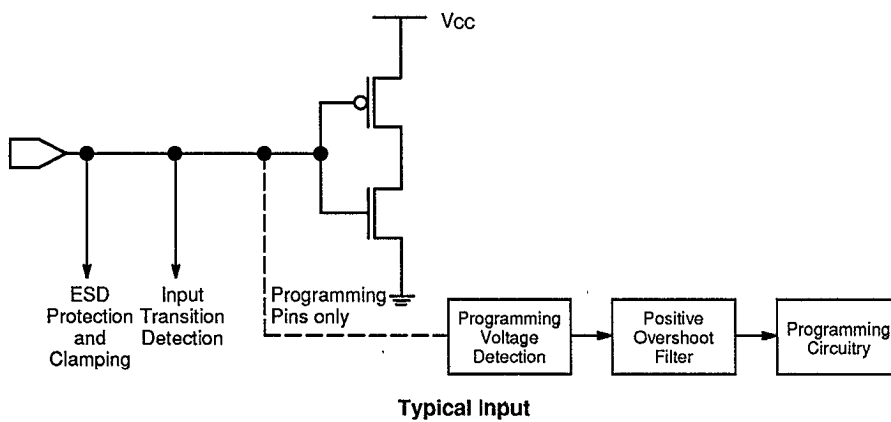 Vcc
ESD
Protection
and
Clamping
Input
Transition
Detection
Programming
Pins only
Programming
Voltage
Detection
Positive
Overshoot
Filter
Programming
Circuitry
Typical Input